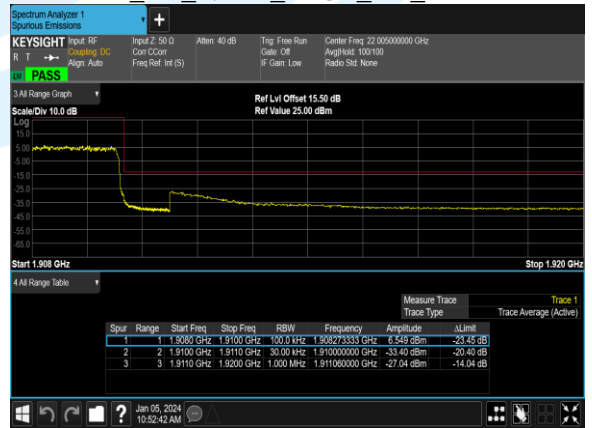 Spectrum Analyzer 1
Spurious Emissions
+
KEYSIGHT Input: RF Input Z: 50 Ω Atten: 40 dB Trig: Free Run Center Freq: 22.005000000 GHz
R T Coupling: DC Corr CCorr Gate: Off Avg|Hold: 100/100
Align: Auto Freq Ref: Int (S) IF Gain: Low Radio Std: None
LV PASS
3 All Range Graph
Ref Lvl Offset 15.50 dB
Scale/Div 10.0 dB Ref Value 25.00 dBm
Log
15.0
5.00
-5.00
-15.0
-25.0
-35.0
-45.0
-55.0
-65.0
Start 1.908 GHz Stop 1.920 GHz
4 All Range Table
Measure Trace Trace 1
Trace Type Trace Average (Active)
Spur Range Start Freq Stop Freq RBW Frequency Amplitude ΔLimit
1 1 1.9080 GHz 1.9100 GHz 100.0 kHz 1.908273333 GHz 6.549 dBm -23.45 dB
2 2 1.9100 GHz 1.9110 GHz 30.00 kHz 1.910000000 GHz -33.40 dBm -20.40 dB
3 3 1.9110 GHz 1.9200 GHz 1.000 MHz 1.911060000 GHz -27.04 dBm -14.04 dB
? Jan 05, 2024
10:52:42 AM